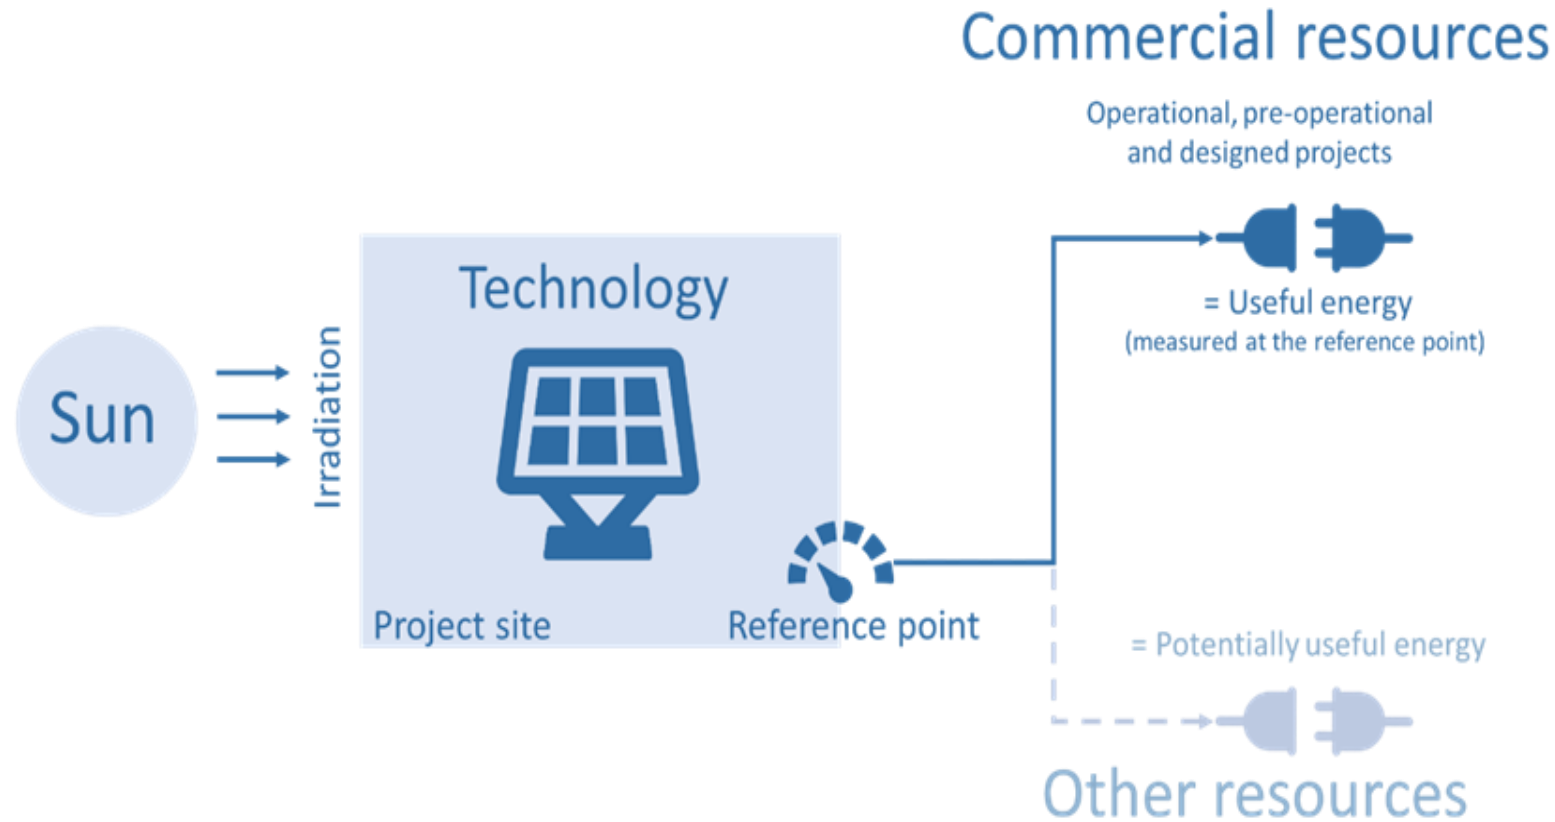 Commercial resources
Operational, pre-operational
and designed projects
= Useful energy
(measured at the reference point)
Technology
Sun
Irradiation
Project site
Reference point
= Potentially useful energy
Other resources